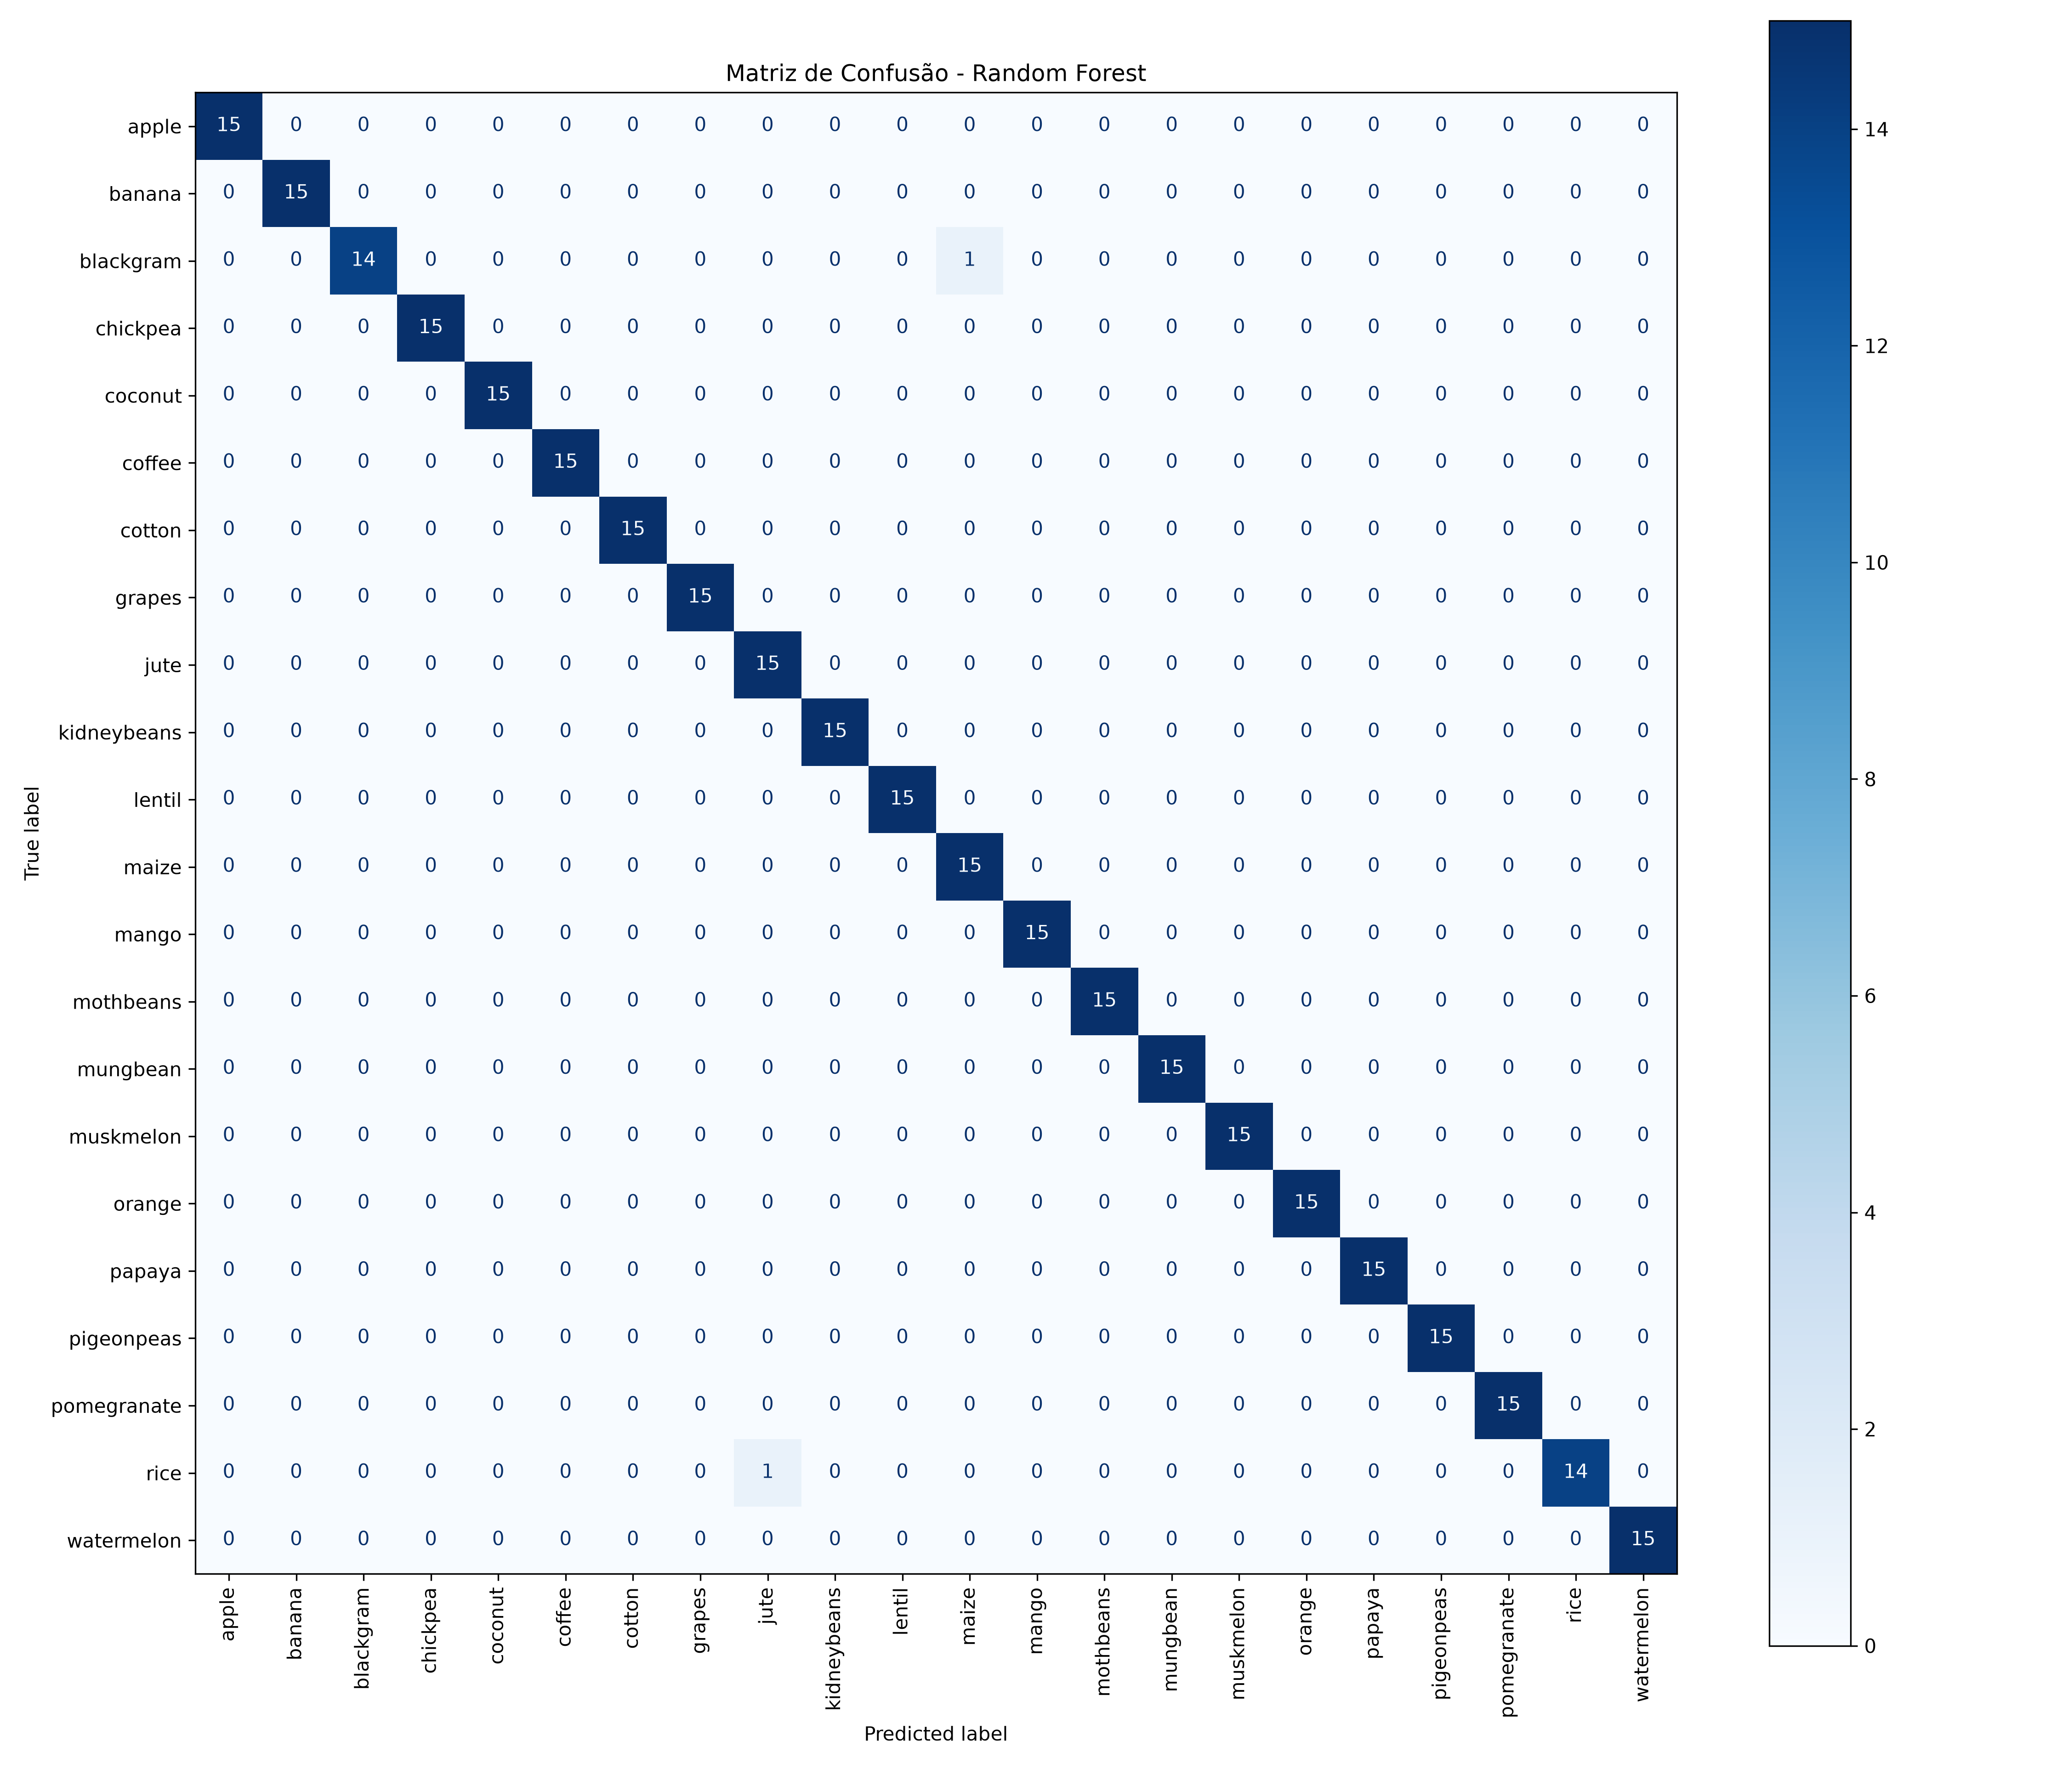 Matriz de Confusão - Random Forest
apple 15 0 0 0 0 0 0 0 0 0 0 0 0 0 0 0 0 0 0 0 0 0
banana 0 15 0 0 0 0 0 0 0 0 0 0 0 0 0 0 0 0 0 0 0 0
blackgram 0 0 14 0 0 0 0 0 0 0 0 1 0 0 0 0 0 0 0 0 0 0
chickpea 0 0 0 15 0 0 0 0 0 0 0 0 0 0 0 0 0 0 0 0 0 0
coconut 0 0 0 0 15 0 0 0 0 0 0 0 0 0 0 0 0 0 0 0 0 0
coffee 0 0 0 0 0 15 0 0 0 0 0 0 0 0 0 0 0 0 0 0 0 0
cotton 0 0 0 0 0 0 15 0 0 0 0 0 0 0 0 0 0 0 0 0 0 0
grapes 0 0 0 0 0 0 0 15 0 0 0 0 0 0 0 0 0 0 0 0 0 0
jute 0 0 0 0 0 0 0 0 15 0 0 0 0 0 0 0 0 0 0 0 0 0
kidneybeans 0 0 0 0 0 0 0 0 0 15 0 0 0 0 0 0 0 0 0 0 0 0
lentil 0 0 0 0 0 0 0 0 0 0 15 0 0 0 0 0 0 0 0 0 0 0
maize 0 0 0 0 0 0 0 0 0 0 0 15 0 0 0 0 0 0 0 0 0 0
mango 0 0 0 0 0 0 0 0 0 0 0 0 15 0 0 0 0 0 0 0 0 0
mothbeans 0 0 0 0 0 0 0 0 0 0 0 0 0 15 0 0 0 0 0 0 0 0
mungbean 0 0 0 0 0 0 0 0 0 0 0 0 0 0 15 0 0 0 0 0 0 0
muskmelon 0 0 0 0 0 0 0 0 0 0 0 0 0 0 0 15 0 0 0 0 0 0
orange 0 0 0 0 0 0 0 0 0 0 0 0 0 0 0 0 15 0 0 0 0 0
papaya 0 0 0 0 0 0 0 0 0 0 0 0 0 0 0 0 0 15 0 0 0 0
pigeonpeas 0 0 0 0 0 0 0 0 0 0 0 0 0 0 0 0 0 0 15 0 0 0
pomegranate 0 0 0 0 0 0 0 0 0 0 0 0 0 0 0 0 0 0 0 15 0 0
rice 0 0 0 0 0 0 0 0 1 0 0 0 0 0 0 0 0 0 0 0 14 0
watermelon 0 0 0 0 0 0 0 0 0 0 0 0 0 0 0 0 0 0 0 0 0 15
True label
apple banana blackgram chickpea coconut coffee cotton grapes jute kidneybeans lentil maize mango mothbeans mungbean muskmelon orange papaya pigeonpeas pomegranate rice watermelon
Predicted label
14
12
10
8
6
4
2
0